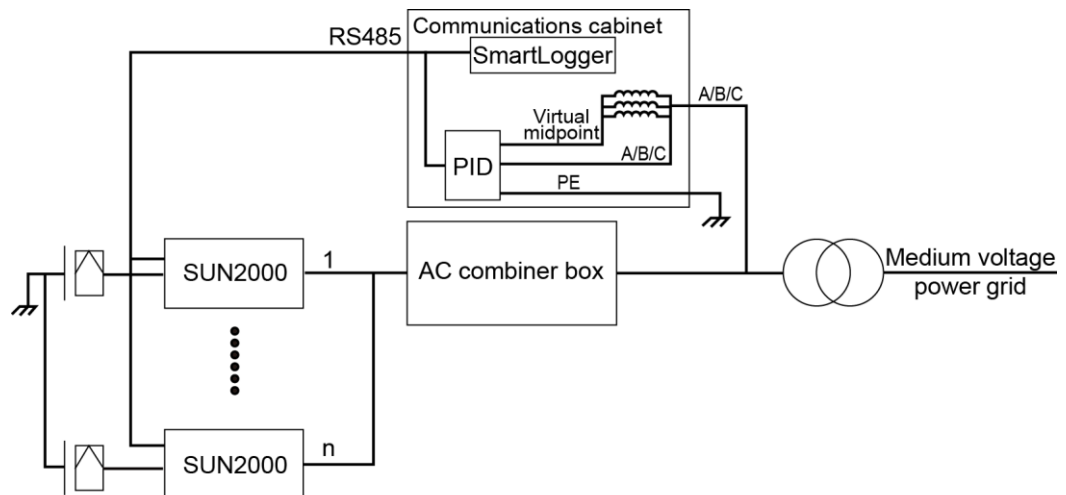 Communications cabinet
RS485
SmartLogger
A/B/C
Virtual
midpoint
A/B/C
PID
PE
SUN2000
1
AC combiner box
Medium voltage
power grid
SUN2000
n